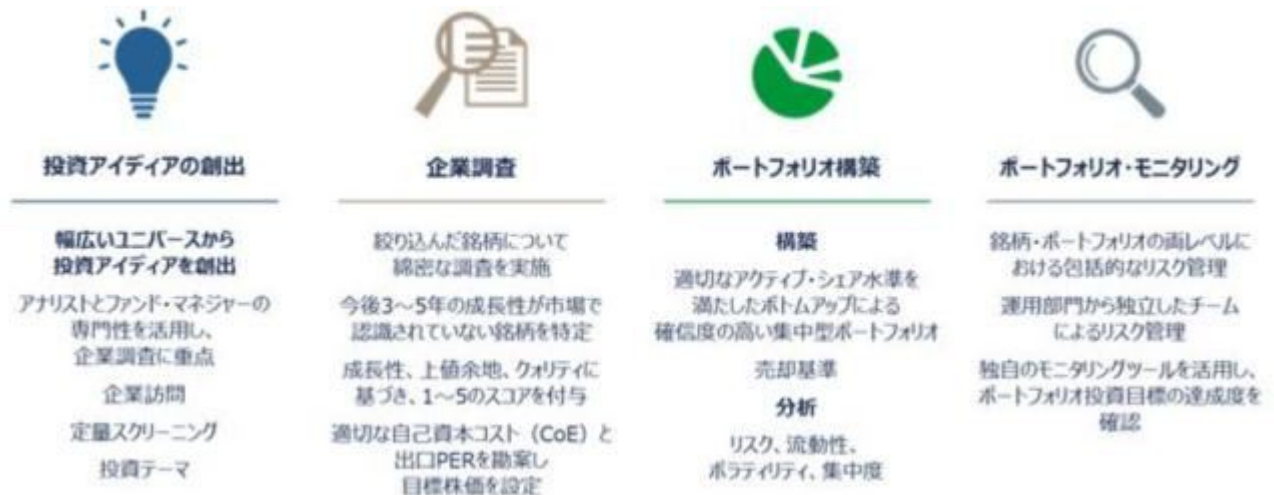 投資アイディアの創出
幅広いユニバースから
投資アイディアを創出
アナリストとファンド・マネジャーの
専門性を活用し、
企業調査に重点
企業訪問
定量スクリーニング
投資テーマ
企業調査
絞り込んだ銘柄について
綿密な調査を実施
今後3～5年の成長性が市場で
認識されていない銘柄を特定
成長性、上値余地、クオリティに
基づき、1～5のスコアを付与
適切な自己資本コスト（CoE）と
出口PERを勘案し
目標株価を設定
ポートフォリオ構築
構築
適切なアクティブ・シェア水準を
満たしたボトムアップによる
確信度の高い集中型ポートフォリオ
売却基準
分析
リスク、流動性、
ボラティリティ、集中度
ポートフォリオ・モニタリング
銘柄・ポートフォリオの両レベルに
おける包括的なリスク管理
運用部門から独立したチーム
によるリスク管理
独自のモニタリングツールを活用し、
ポートフォリオ投資目標の達成度を
確認